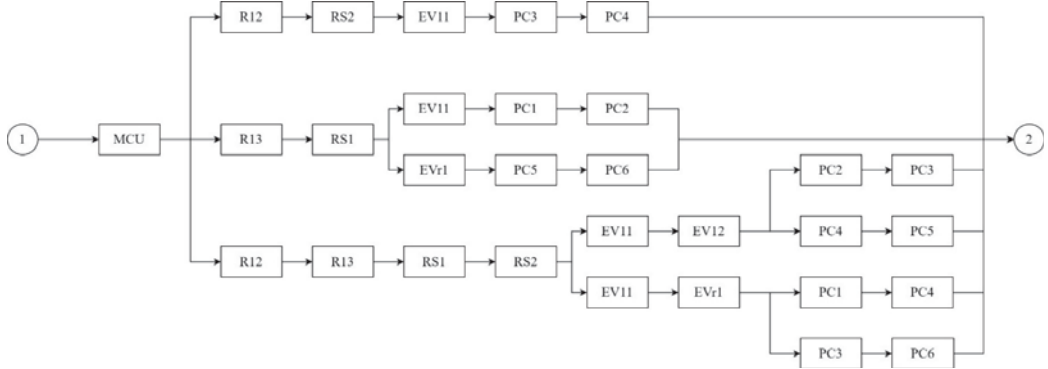 R12 RS2 EV11 PC3 PC4
EV11 PC1 PC2
1 MCU R13 RS1 2
EVr1 PC5 PC6 PC2 PC3
EV11 EV12 PC4 PC5
R12 R13 RS1 RS2
EV11 EVr1 PC1 PC4
PC3 PC6